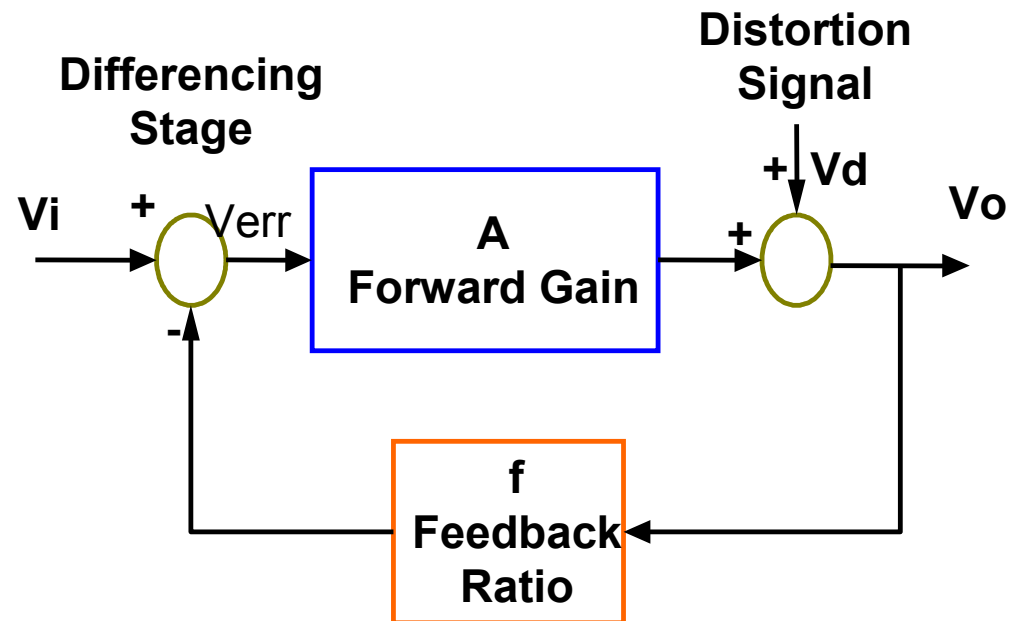 Distortion
Signal
Differencing
Stage
+ Vd
Vi
+
Verr
A
Forward Gain
+
Vo
-
f
Feedback
Ratio